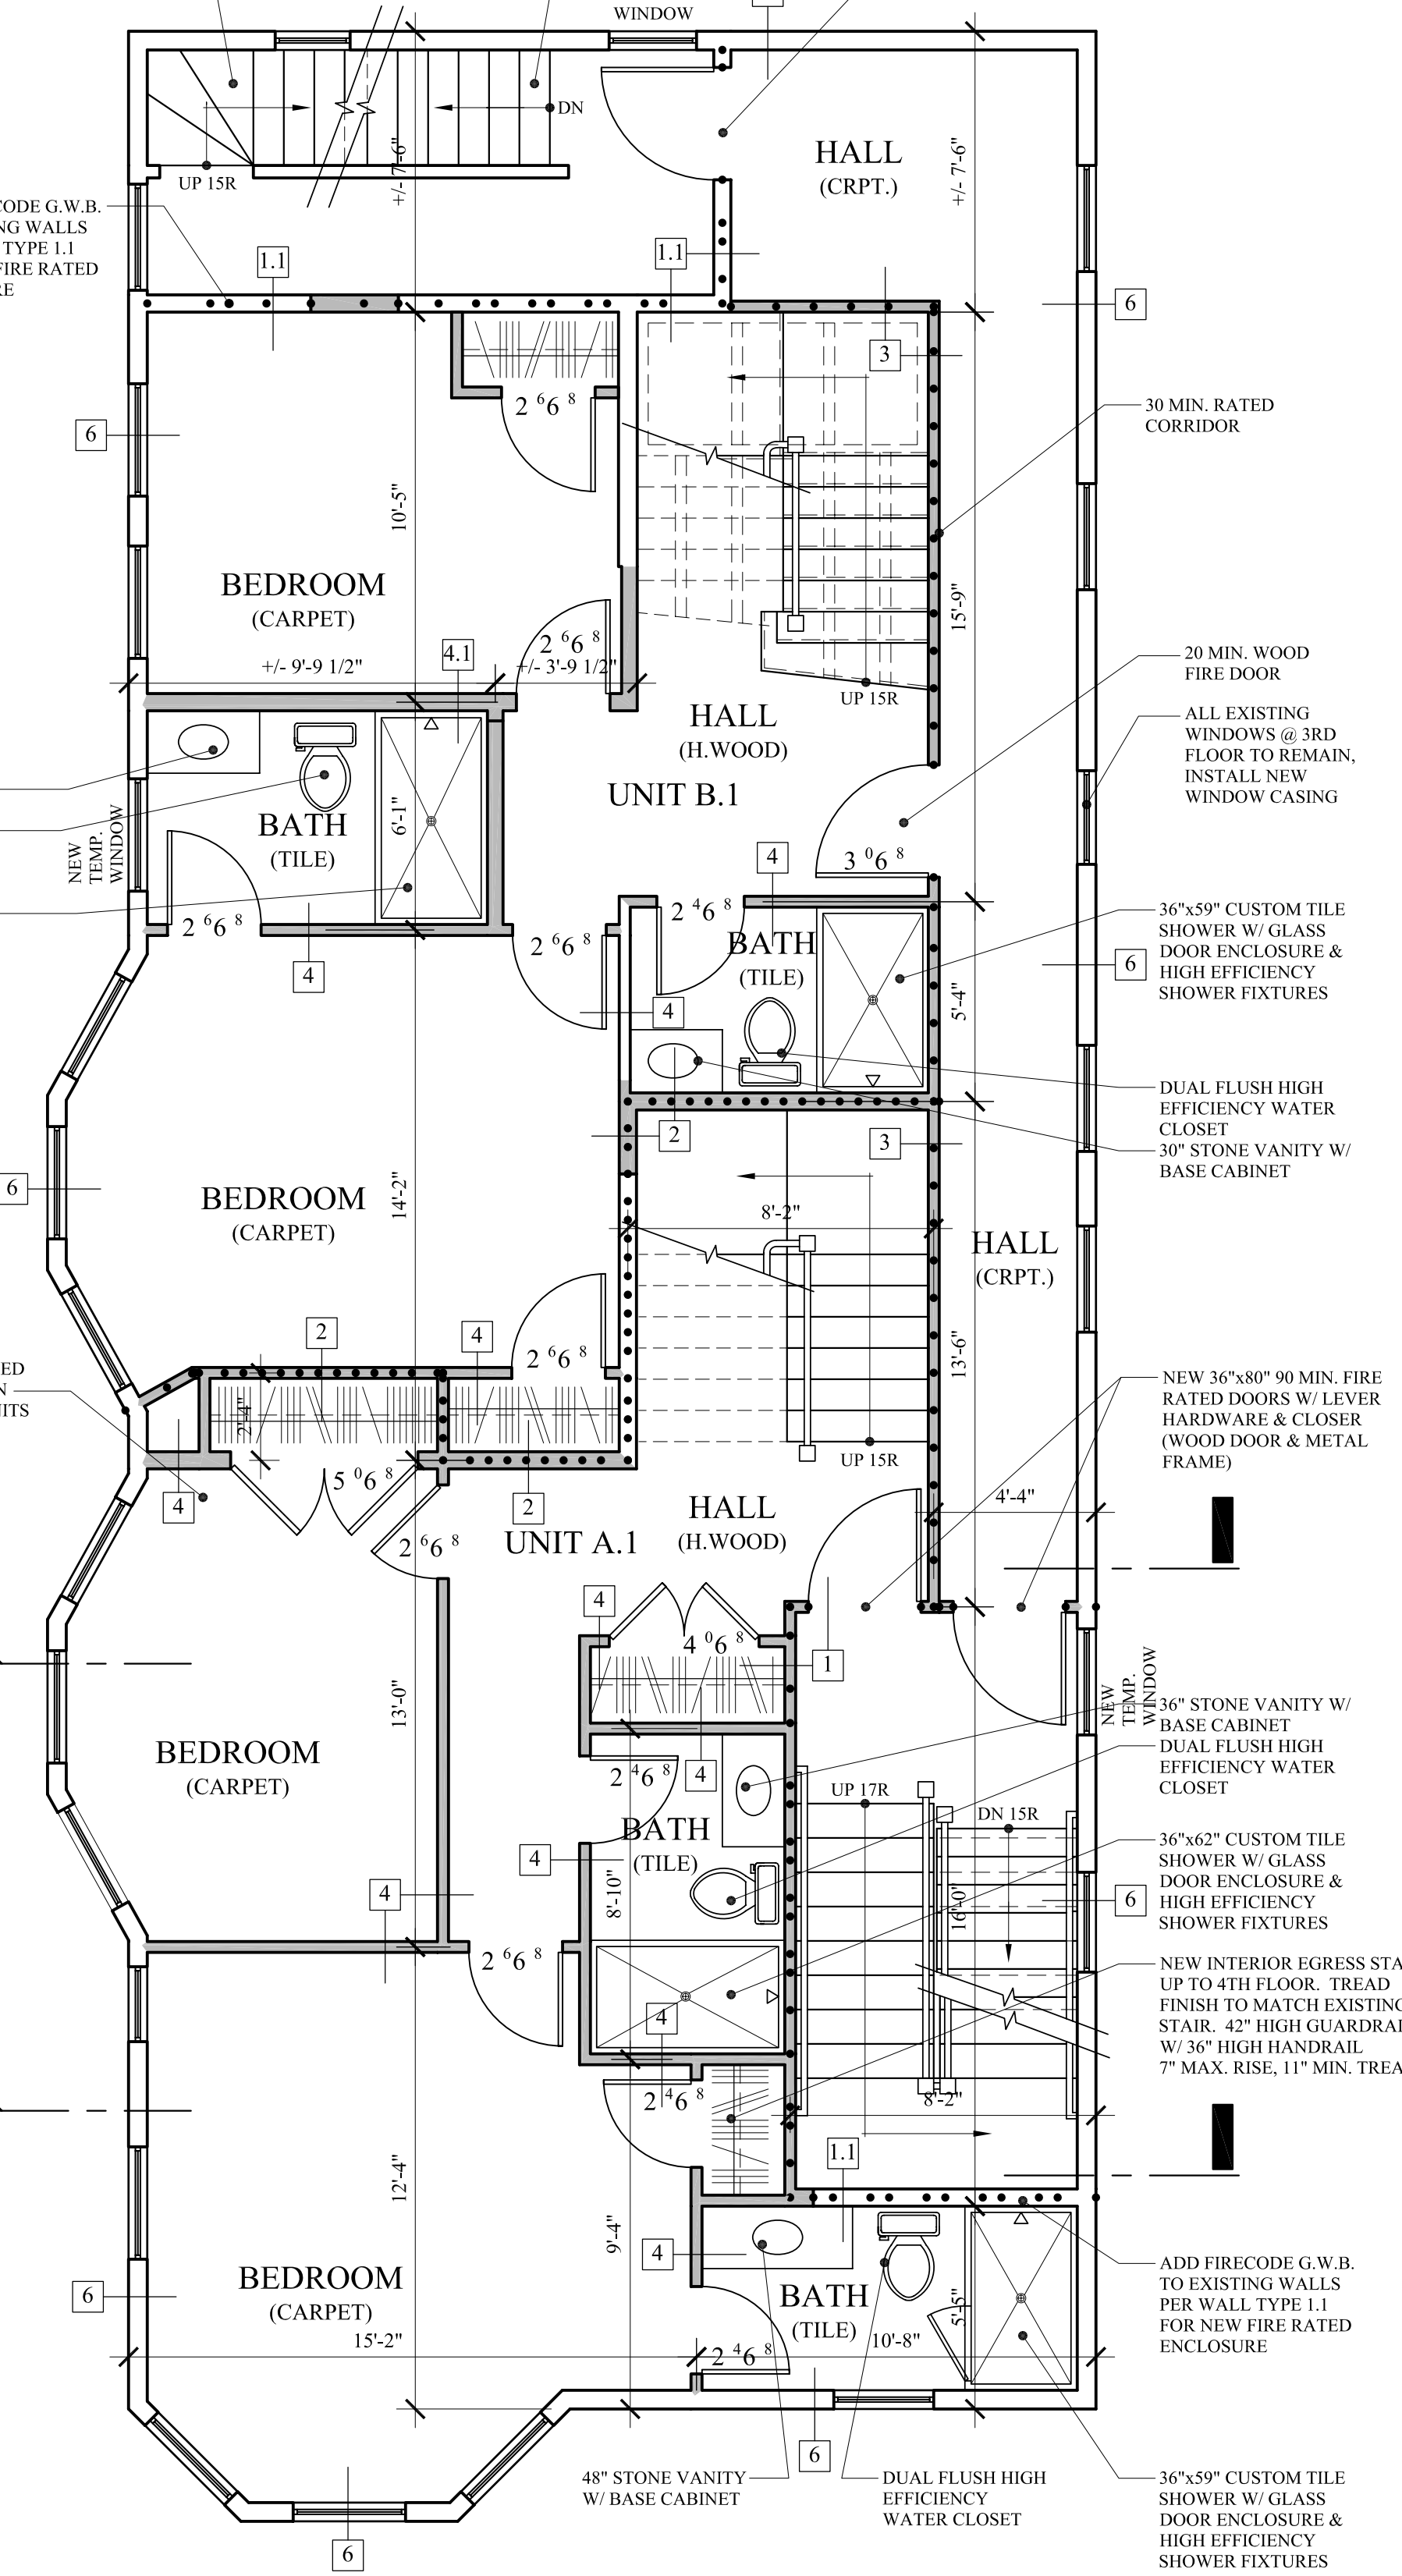 WINDOW
DN
UP 15R
+/- 7'-6"
HALL
(CRPT.)
+/- 7'-6"
CODE G.W.B.
NG WALLS
TYPE 1.1
FIRE RATED
RE
1.1
1.1
3
6
6
2 6 6 8
30 MIN. RATED
CORRIDOR
10'-5"
BEDROOM
(CARPET)
15'-9"
2 6 6 8
4.1
+/- 9'-9 1/2"
+/- 3'-9 1/2"
20 MIN. WOOD
FIRE DOOR
UP 15R
HALL
(H.WOOD)
UNIT B.1
ALL EXISTING
WINDOWS @ 3RD
FLOOR TO REMAIN,
INSTALL NEW
WINDOW CASING
NEW
TEMP.
WINDOW
BATH
(TILE)
6'-1"
4
3 0 6 8
2 6 6 8
4
2 6 6 8
2 4 6 8
BATH
(TILE)
4
6
36"x59" CUSTOM TILE
SHOWER W/ GLASS
DOOR ENCLOSURE &
HIGH EFFICIENCY
SHOWER FIXTURES
5'-4"
DUAL FLUSH HIGH
EFFICIENCY WATER
CLOSET
30" STONE VANITY W/
BASE CABINET
2
3
6
BEDROOM
(CARPET)
14'-2"
8'-2"
HALL
(CRPT.)
2
4
2 6 6 8
13'-6"
ED
N
NITS
2'-4"
NEW 36"x80" 90 MIN. FIRE
RATED DOORS W/ LEVER
HARDWARE & CLOSER
(WOOD DOOR & METAL
FRAME)
UP 15R
5 0 6 8
4
2
HALL
(H.WOOD)
4'-4"
2 6 6 8
UNIT A.1
4
4 0 6 8
1
13'-0"
BEDROOM
(CARPET)
NEW
TEMP.
WINDOW
36" STONE VANITY W/
BASE CABINET
DUAL FLUSH HIGH
EFFICIENCY WATER
CLOSET
2 4 6 8
4
UP 17R
DN 15R
BATH
(TILE)
4
4
8'-10"
16'-0"
6
36"x62" CUSTOM TILE
SHOWER W/ GLASS
DOOR ENCLOSURE &
HIGH EFFICIENCY
SHOWER FIXTURES
2 6 6 8
NEW INTERIOR EGRESS STA
UP TO 4TH FLOOR. TREAD
FINISH TO MATCH EXISTING
STAIR. 42" HIGH GUARDRAI
W/ 36" HIGH HANDRAIL
7" MAX. RISE, 11" MIN. TREA
4
2 4 6 8
8'-2"
12'-4"
1.1
9'-4"
4
6
BEDROOM
(CARPET)
BATH
(TILE)
5'-5"
ADD FIRECODE G.W.B.
TO EXISTING WALLS
PER WALL TYPE 1.1
FOR NEW FIRE RATED
ENCLOSURE
15'-2"
2 4 6 8
10'-8"
6
48" STONE VANITY
W/ BASE CABINET
DUAL FLUSH HIGH
EFFICIENCY
WATER CLOSET
36"x59" CUSTOM TILE
SHOWER W/ GLASS
DOOR ENCLOSURE &
HIGH EFFICIENCY
SHOWER FIXTURES
6